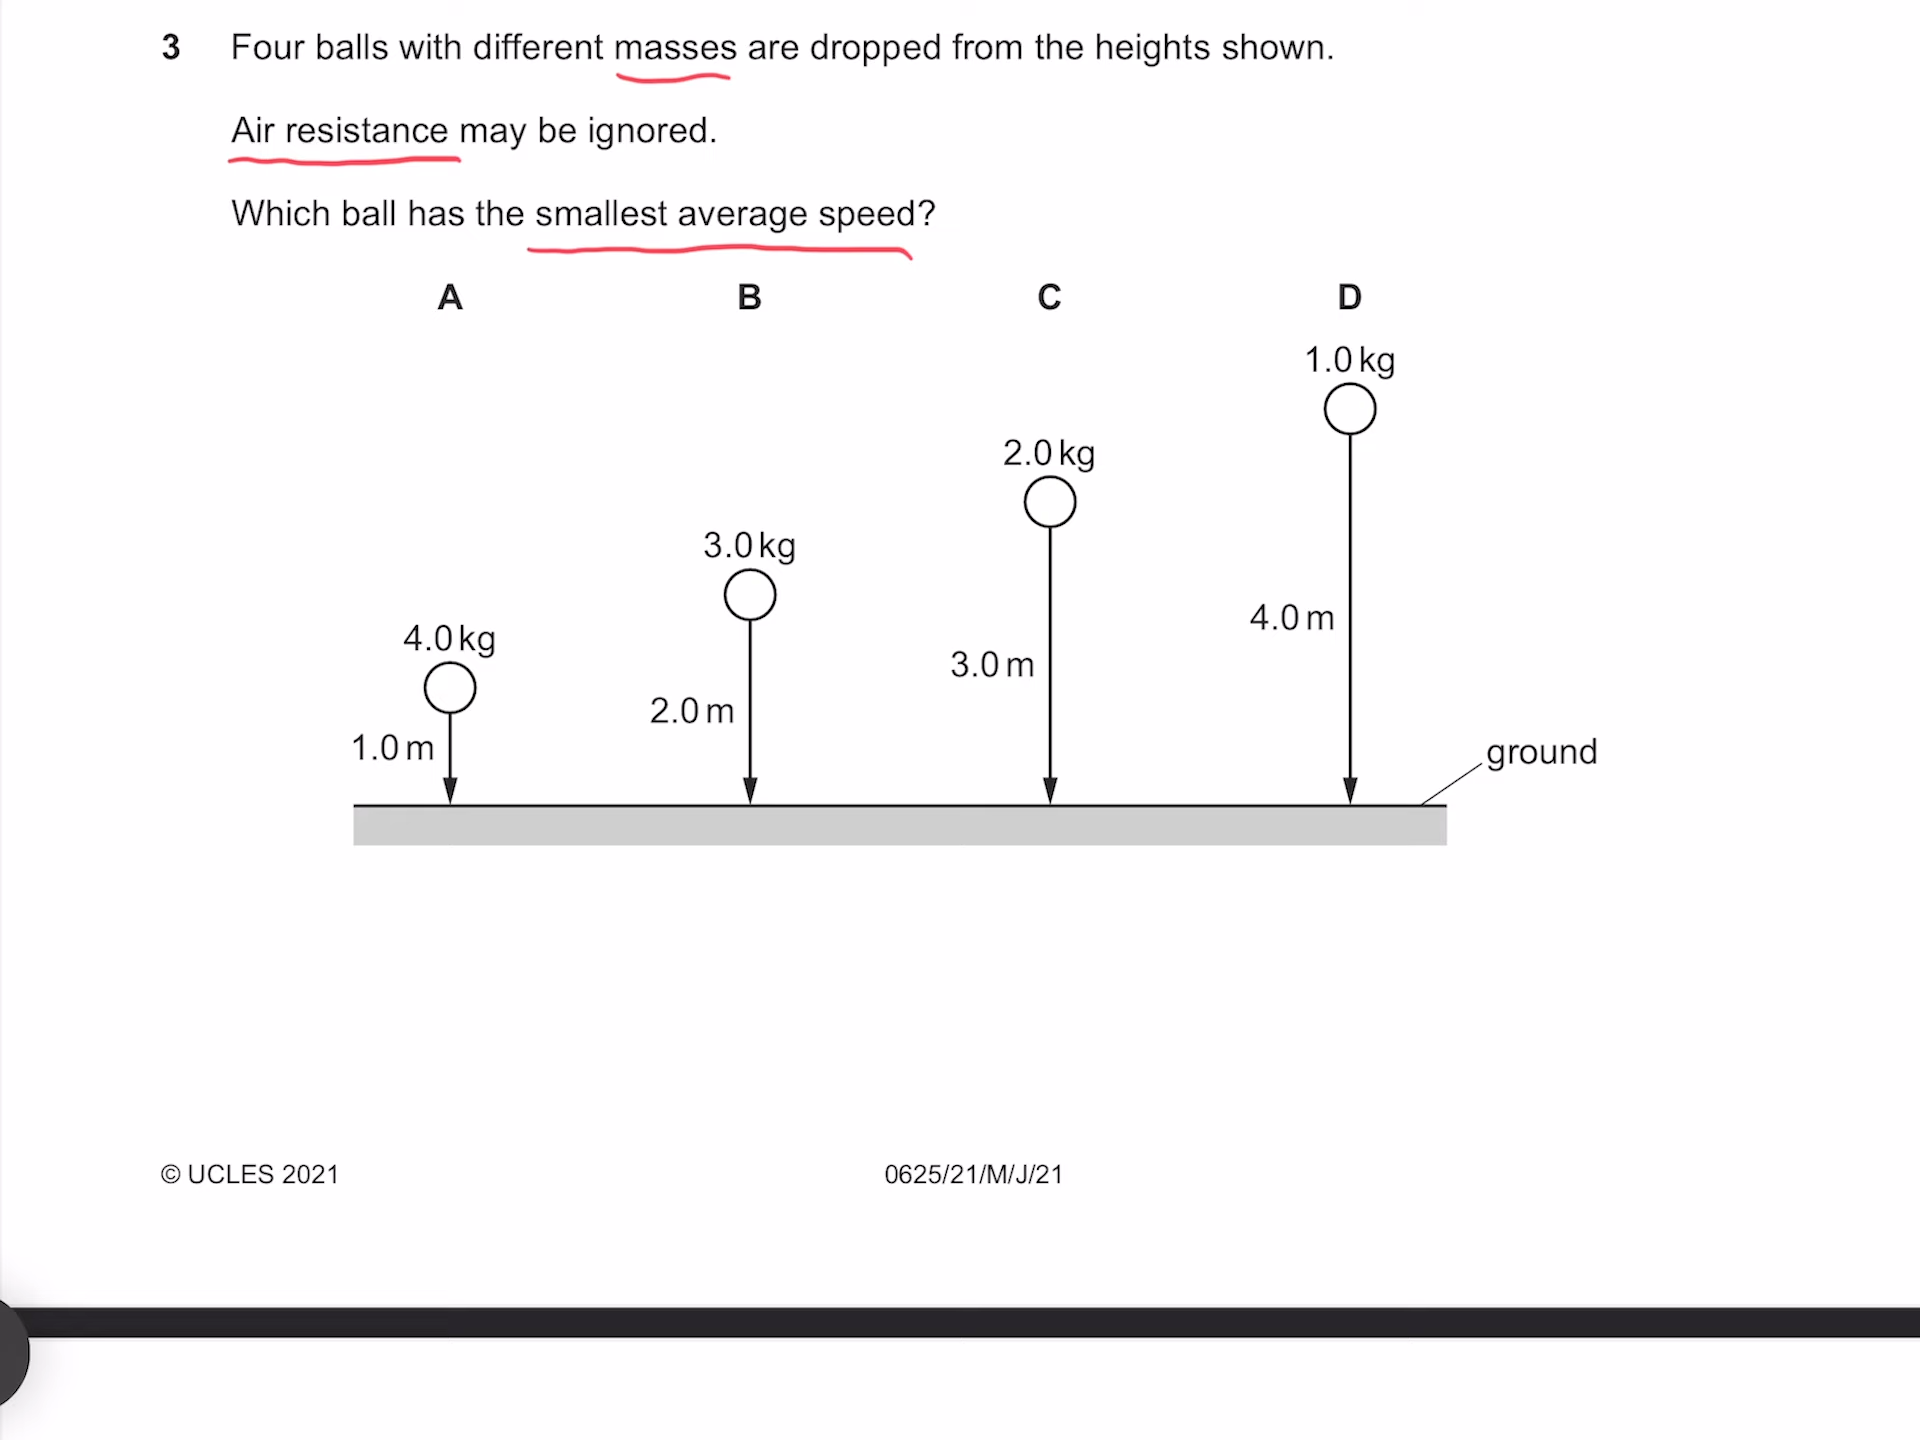 3 Four balls with different masses are dropped from the heights shown.
Air resistance may be ignored.
Which ball has the smallest average speed?
A B C D
1.0 kg
2.0 kg
3.0 kg
4.0 kg
4.0 m
3.0 m
2.0 m
1.0 m
ground
© UCLES 2021 0625/21/M/J/21